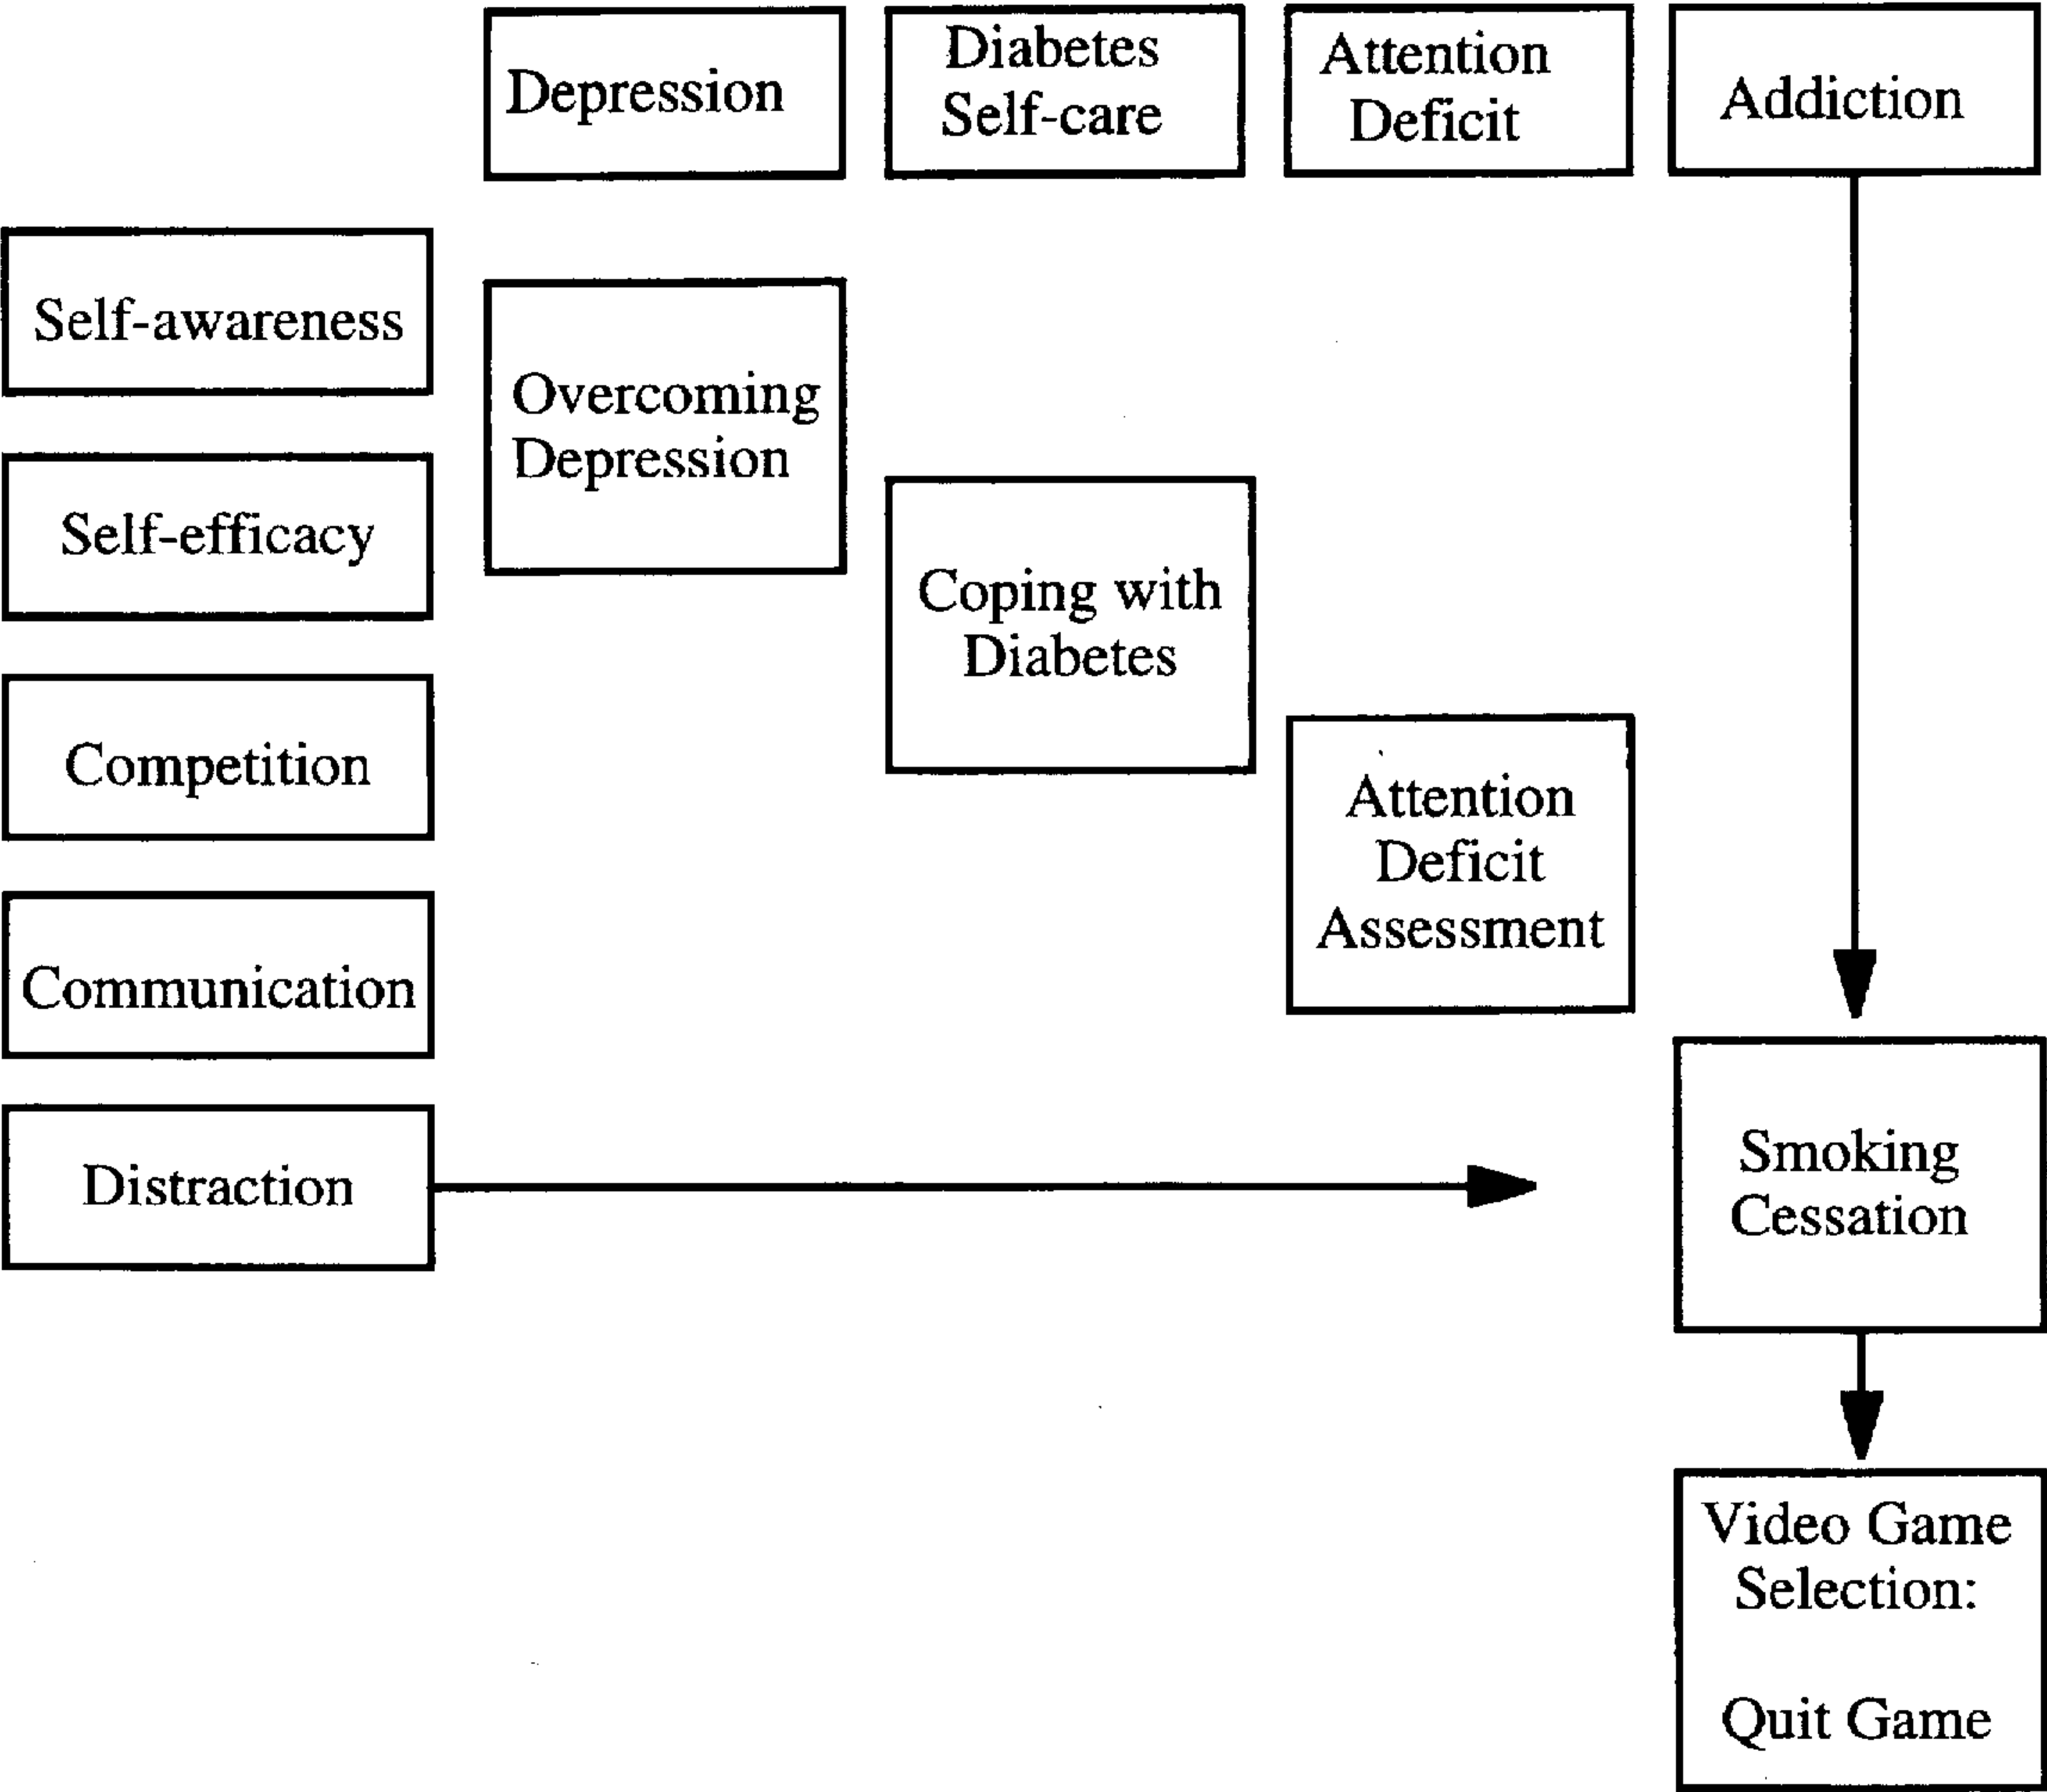 Depression
Diabetes
Self-care
Attention
Deficit
Addiction
Self-awareness
Overcoming
Depression
Self-efficacy
Coping with
Diabetes
Competition
Attention
Deficit
Assessment
Communication
Distraction
Smoking
Cessation
Video Game
Selection:
Quit Game